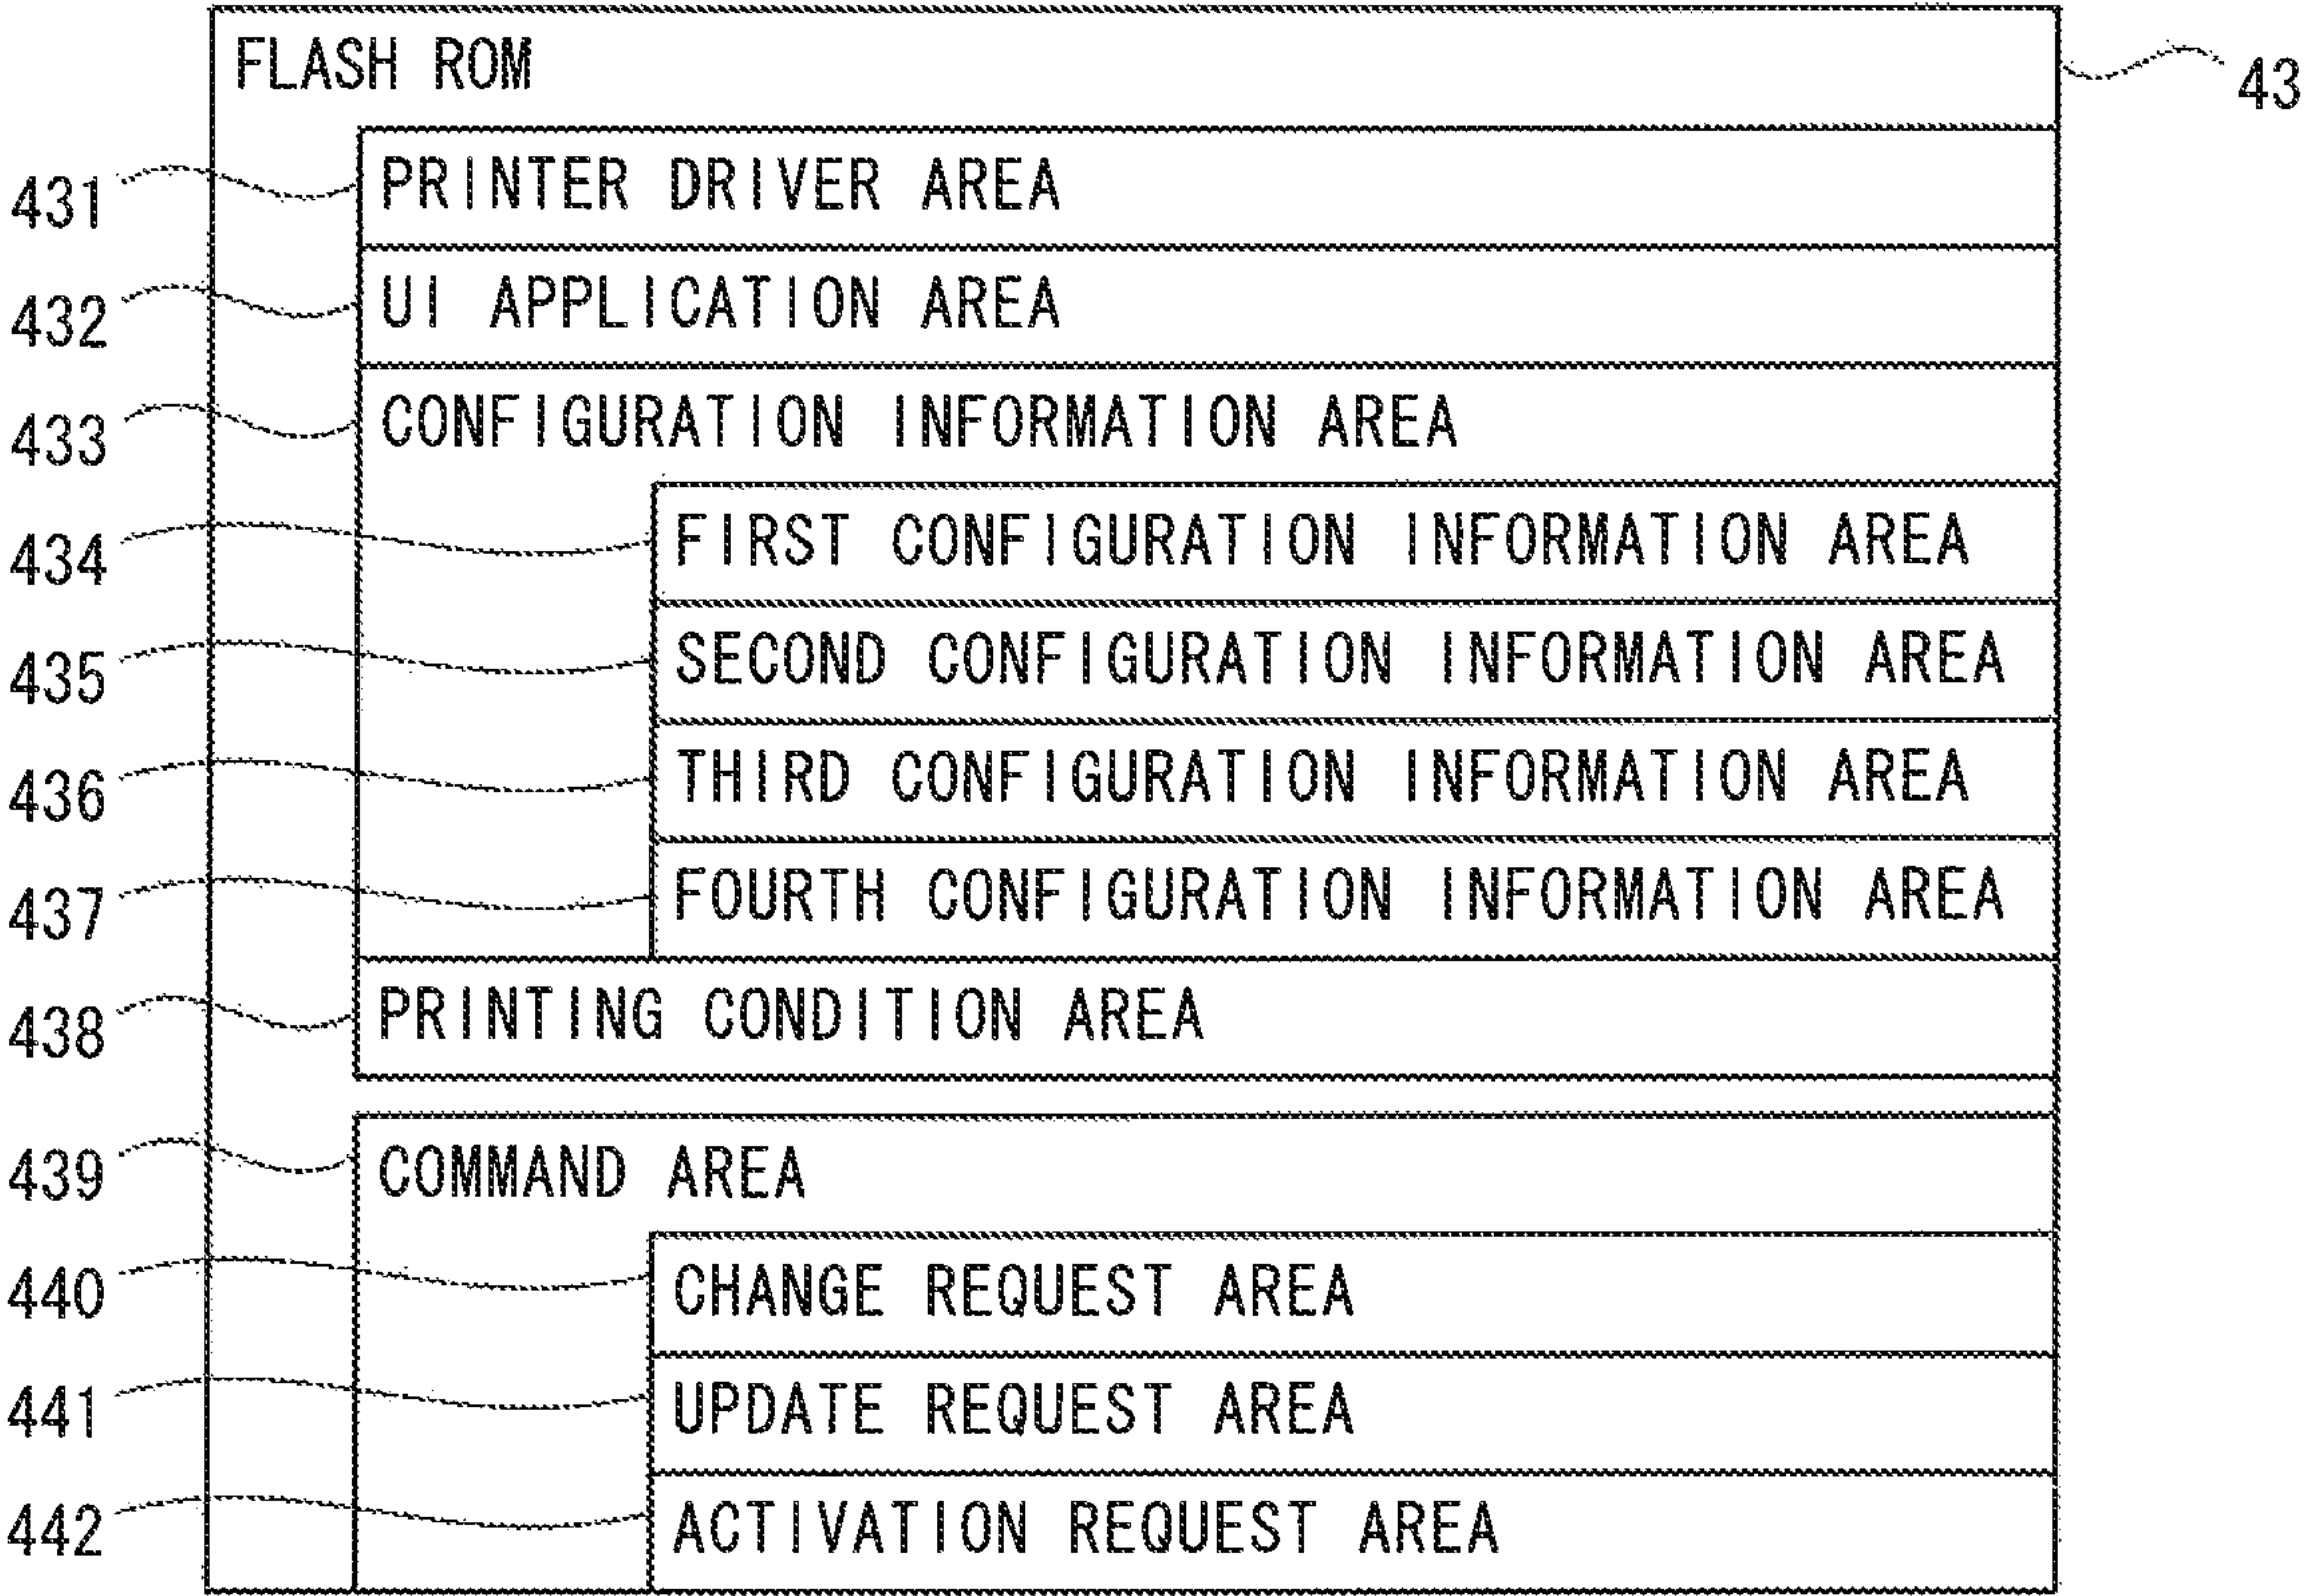 FLASH ROM
43
431 PRINTER DRIVER AREA
432 UI APPLICATION AREA
433 CONFIGURATION INFORMATION AREA
434 FIRST CONFIGURATION INFORMATION AREA
435 SECOND CONFIGURATION INFORMATION AREA
436 THIRD CONFIGURATION INFORMATION AREA
437 FOURTH CONFIGURATION INFORMATION AREA
438 PRINTING CONDITION AREA
439 COMMAND AREA
440 CHANGE REQUEST AREA
441 UPDATE REQUEST AREA
442 ACTIVATION REQUEST AREA